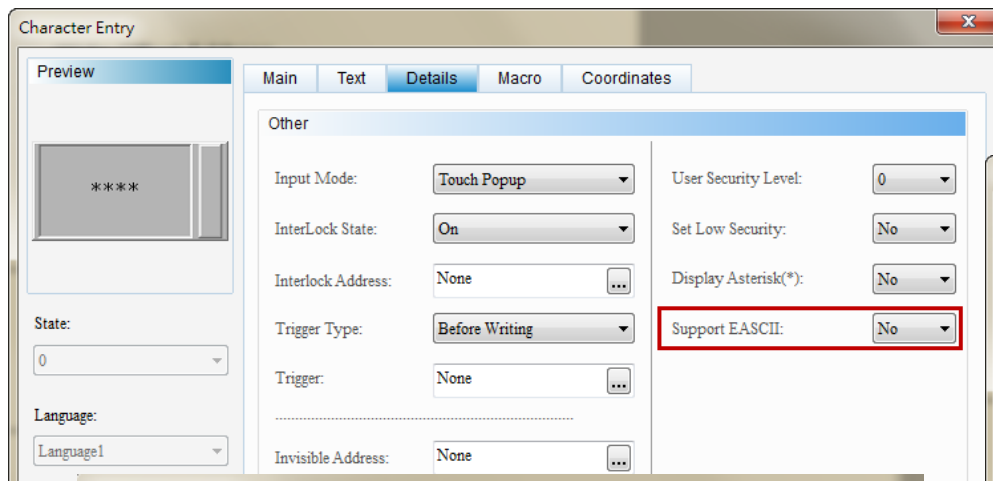 Character Entry
x
Preview
****
State:
0
Language:
Language1
Main Text Details Macro Coordinates
Other
Input Mode: Touch Popup
InterLock State: On
Interlock Address: None ...
Trigger Type: Before Writing
Trigger: None ...
Invisible Address: None ...
User Security Level: 0
Set Low Security: No
Display Asterisk(*): No
Support EASCII: No